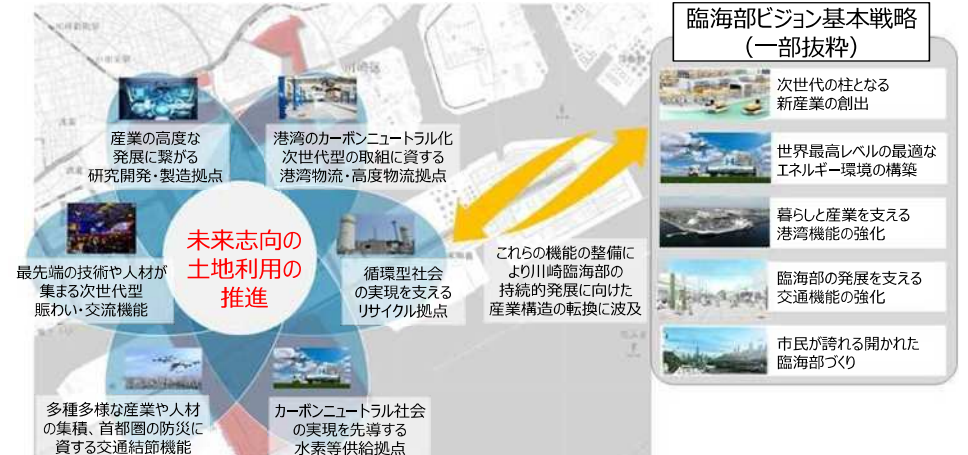 臨海部ビジョン基本戦略
（一部抜粋）
次世代の柱となる
新産業の創出
世界最高レベルの最適な
エネルギー環境の構築
暮らしと産業を支える
港湾機能の強化
臨海部の発展を支える
交通機能の強化
市民が誇れる開かれた
臨海部づくり
産業の高度な
発展に繋がる
研究開発・製造拠点
港湾のカーボンニュートラル化
次世代型の取組に資する
港湾物流・高度物流拠点
未来志向の
土地利用の
推進
最先端の技術や人材が
集まる次世代型
賑わい・交流機能
循環型社会
の実現を支える
リサイクル拠点
これらの機能の整備に
より川崎臨海部の
持続的発展に向けた
産業構造の転換に波及
多種多様な産業や人材
の集積、首都圏の防災に
資する交通結節機能
カーボンニュートラル社会
の実現を先導する
水素等供給拠点
川崎区